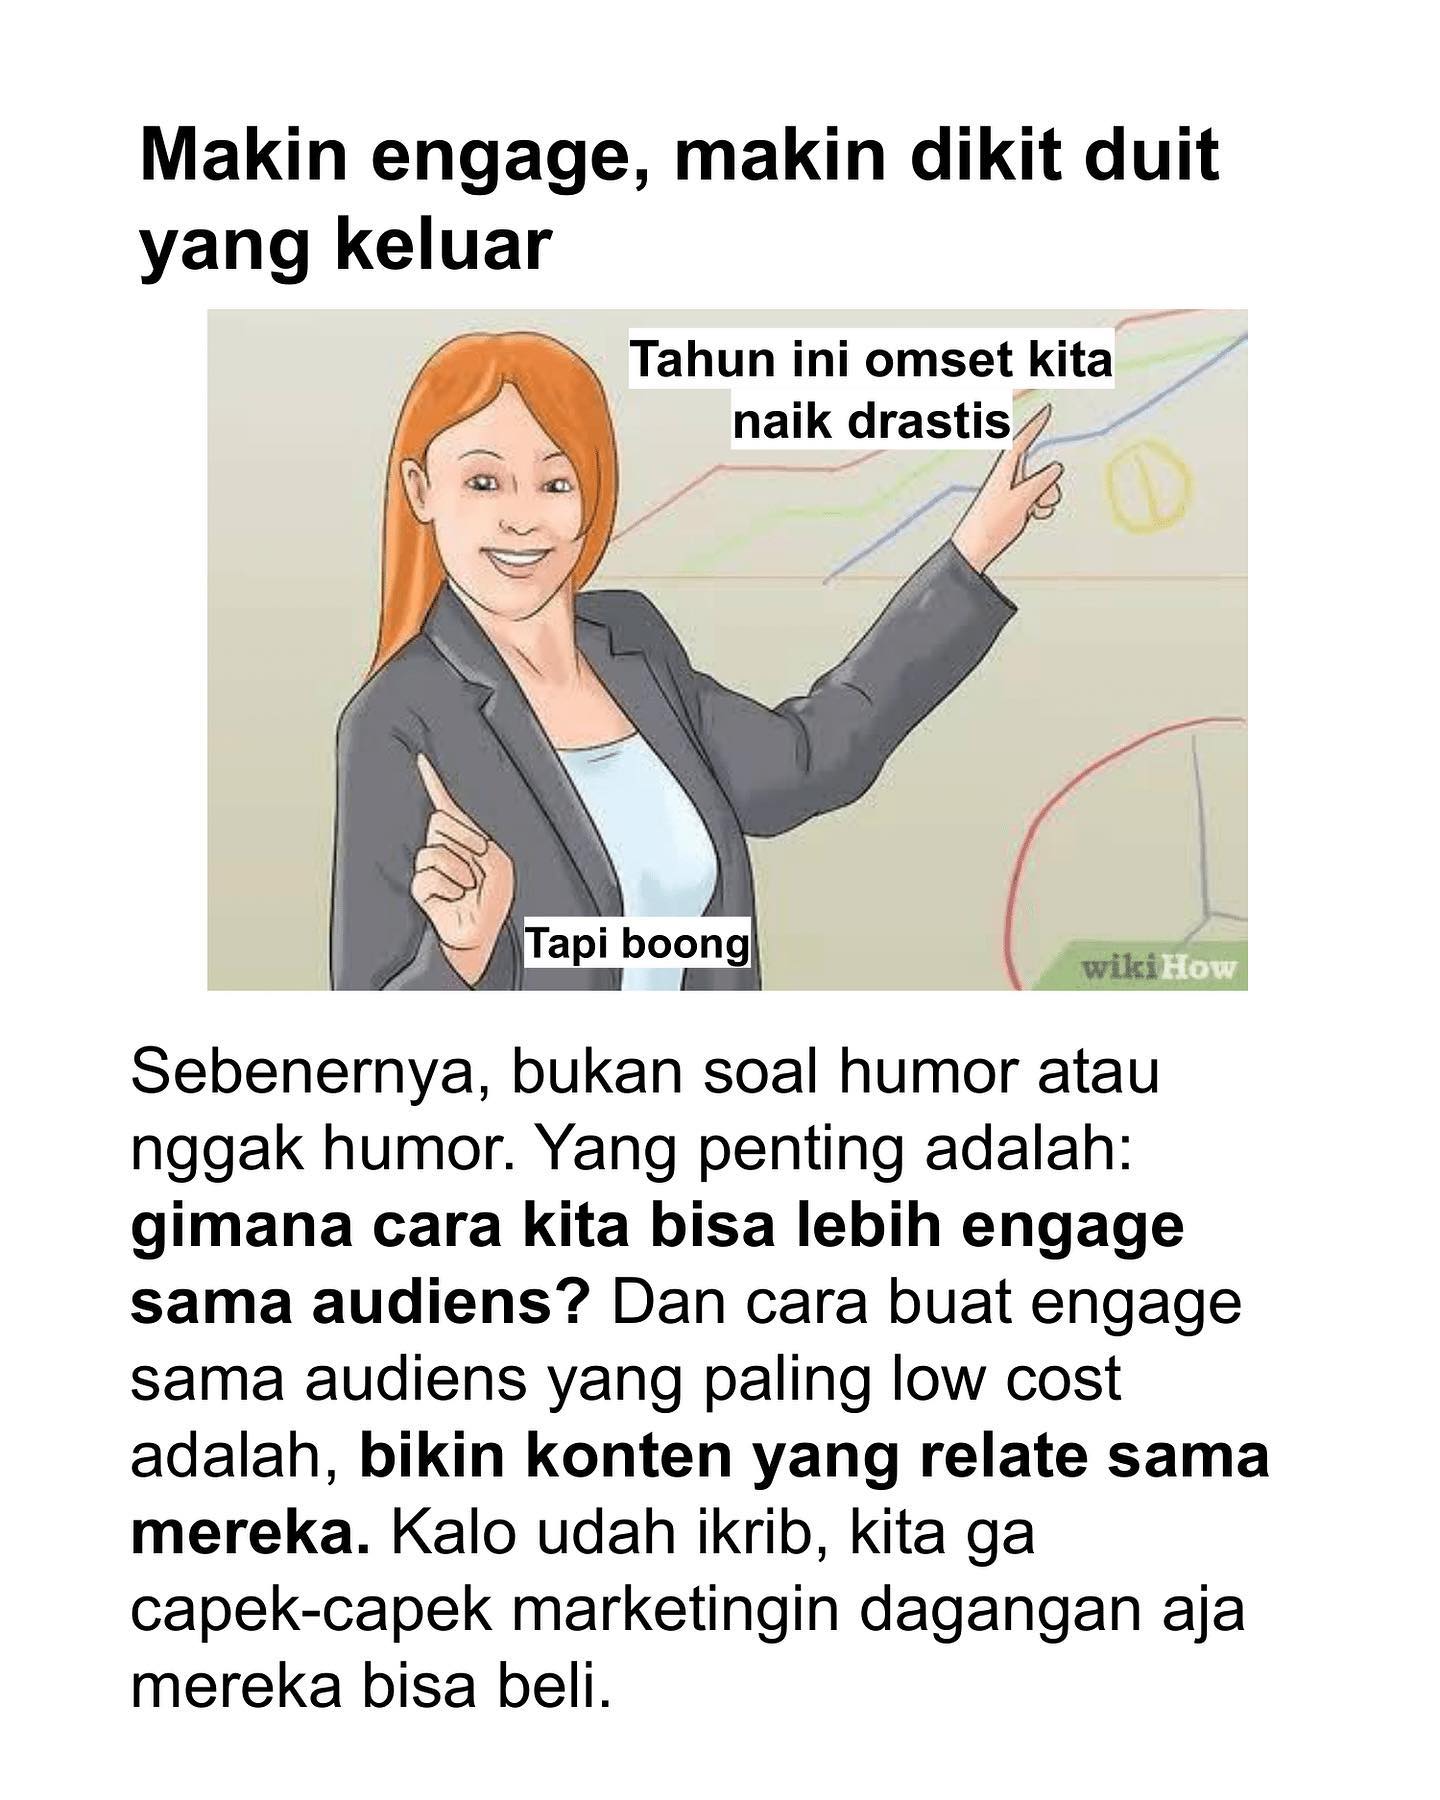 Makin engage, makin dikit duit
yang keluar
Tahun ini omset kita
naik drastis
Tapi boong
wikiHow
Sebenernya, bukan soal humor atau
nggak humor. Yang penting adalah:
gimana cara kita bisa lebih engage
sama audiens? Dan cara buat engage
sama audiens yang paling low cost
adalah, bikin konten yang relate sama
mereka. Kalo udah ikrib, kita ga
capek-capek marketingin dagangan aja
mereka bisa beli.